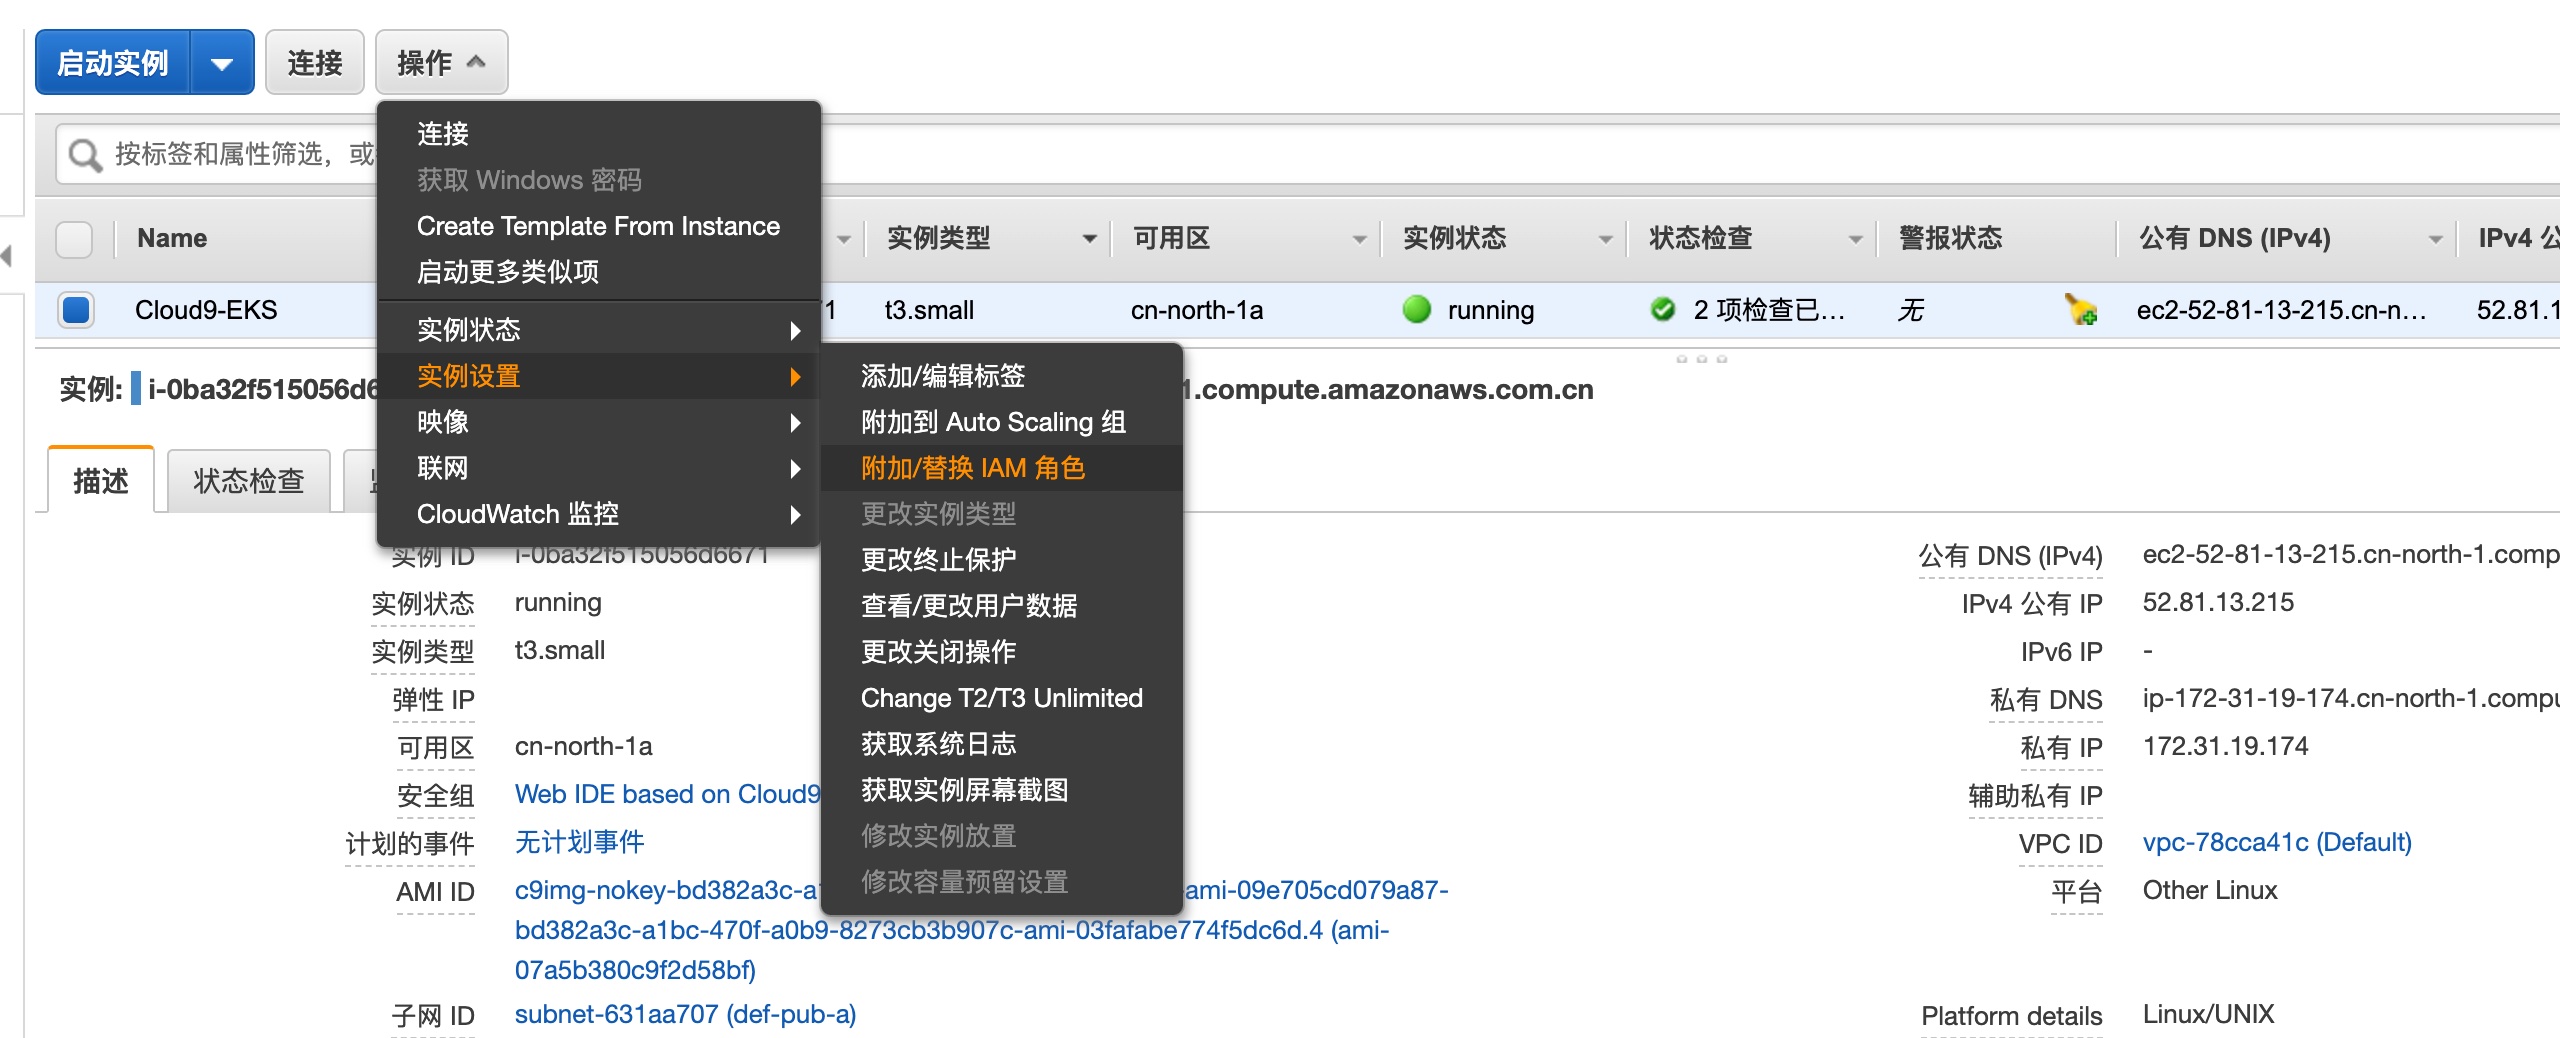 启动实例
连接
操作
按标签和属性筛选，或
连接
获取 Windows 密码
Create Template From Instance
启动更多类似项
实例状态
实例设置
映像
联网
CloudWatch 监控
添加/编辑标签
附加到 Auto Scaling 组
附加/替换 IAM 角色
更改实例类型
更改终止保护
查看/更改用户数据
更改关闭操作
Change T2/T3 Unlimited
获取系统日志
获取实例屏幕截图
修改实例放置
修改容量预留设置
Name 实例类型 可用区 实例状态 状态检查 警报状态 公有 DNS (IPv4) IPv4 公
Cloud9-EKS 1 t3.small cn-north-1a running 2 项检查已… 无 ec2-52-81-13-215.cn-n… 52.81.1
实例: i-0ba32f515056d6 1.compute.amazonaws.com.cn
描述
状态检查
实例 ID i-0ba32f515056d6671
实例状态 running
实例类型 t3.small
弹性 IP
可用区 cn-north-1a
安全组 Web IDE based on Cloud9
计划的事件 无计划事件
AMI ID c9img-nokey-bd382a3c-a ami-09e705cd079a87-
bd382a3c-a1bc-470f-a0b9-8273cb3b907c-ami-03fafabe774f5dc6d.4 (ami-
07a5b380c9f2d58bf)
子网 ID subnet-631aa707 (def-pub-a)
公有 DNS (IPv4) ec2-52-81-13-215.cn-north-1.comp
IPv4 公有 IP 52.81.13.215
IPv6 IP -
私有 DNS ip-172-31-19-174.cn-north-1.compu
私有 IP 172.31.19.174
辅助私有 IP
VPC ID vpc-78cca41c (Default)
平台 Other Linux
Platform details Linux/UNIX